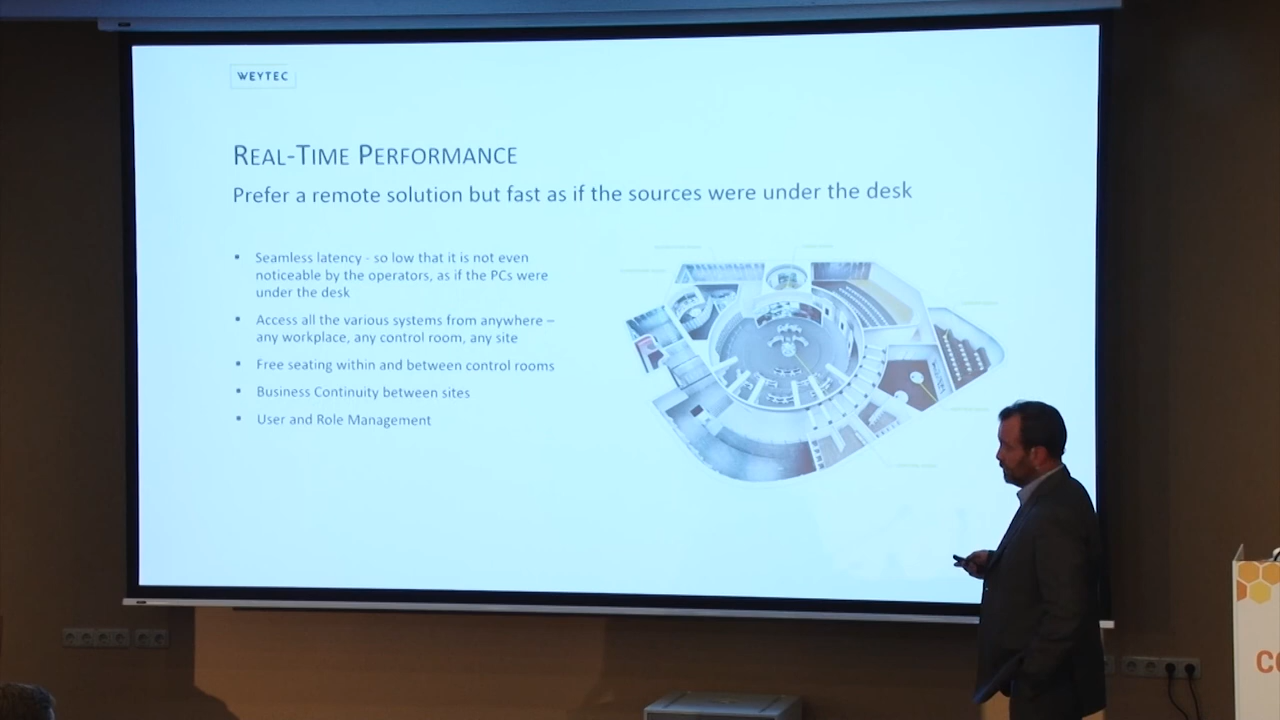 WEYTEC
REAL-TIME PERFORMANCE
Prefer a remote solution but fast as if the sources were under the desk
• Seamless latency - so low that it is not even
noticeable by the operators, as if the PCs were
under the desk
• Access all the various systems from anywhere –
any workplace, any control room, any site
• Free seating within and between control rooms
• Business Continuity between sites
• User and Role Management